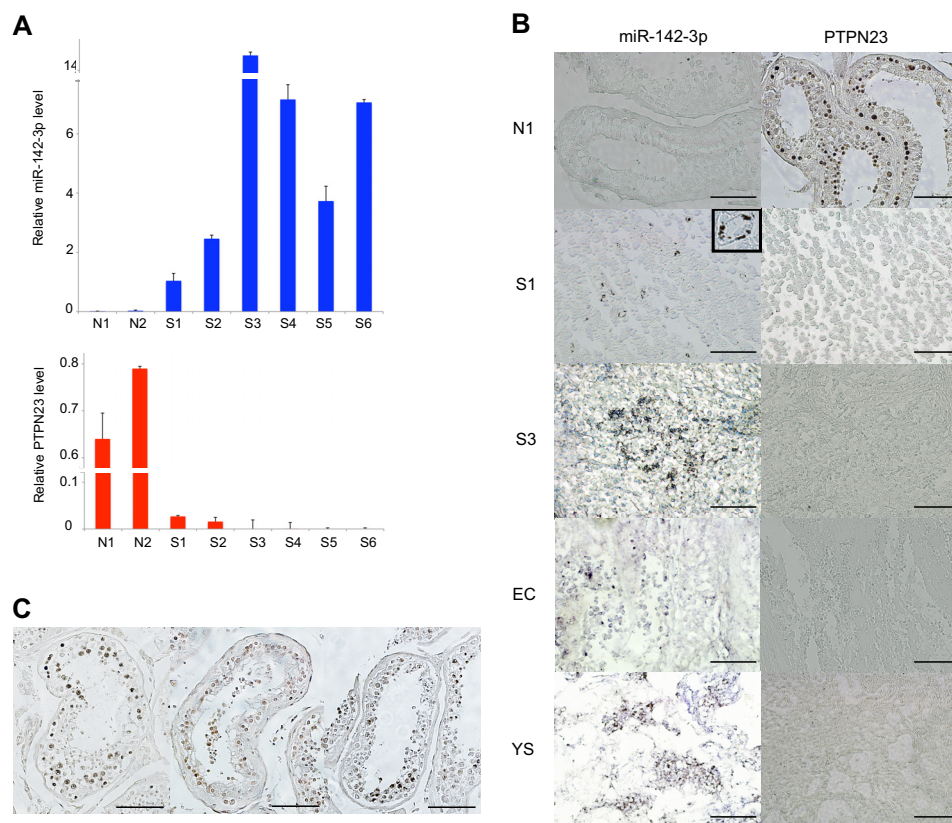 A
Relative miR-142-3p level
14
6
4
2
0
N1 N2 S1 S2 S3 S4 S5 S6
Relative PTPN23 level
0.8
0.7
0.6
0.1
0
N1 N2 S1 S2 S3 S4 S5 S6
B
miR-142-3p PTPN23
N1
S1
S3
EC
YS
C